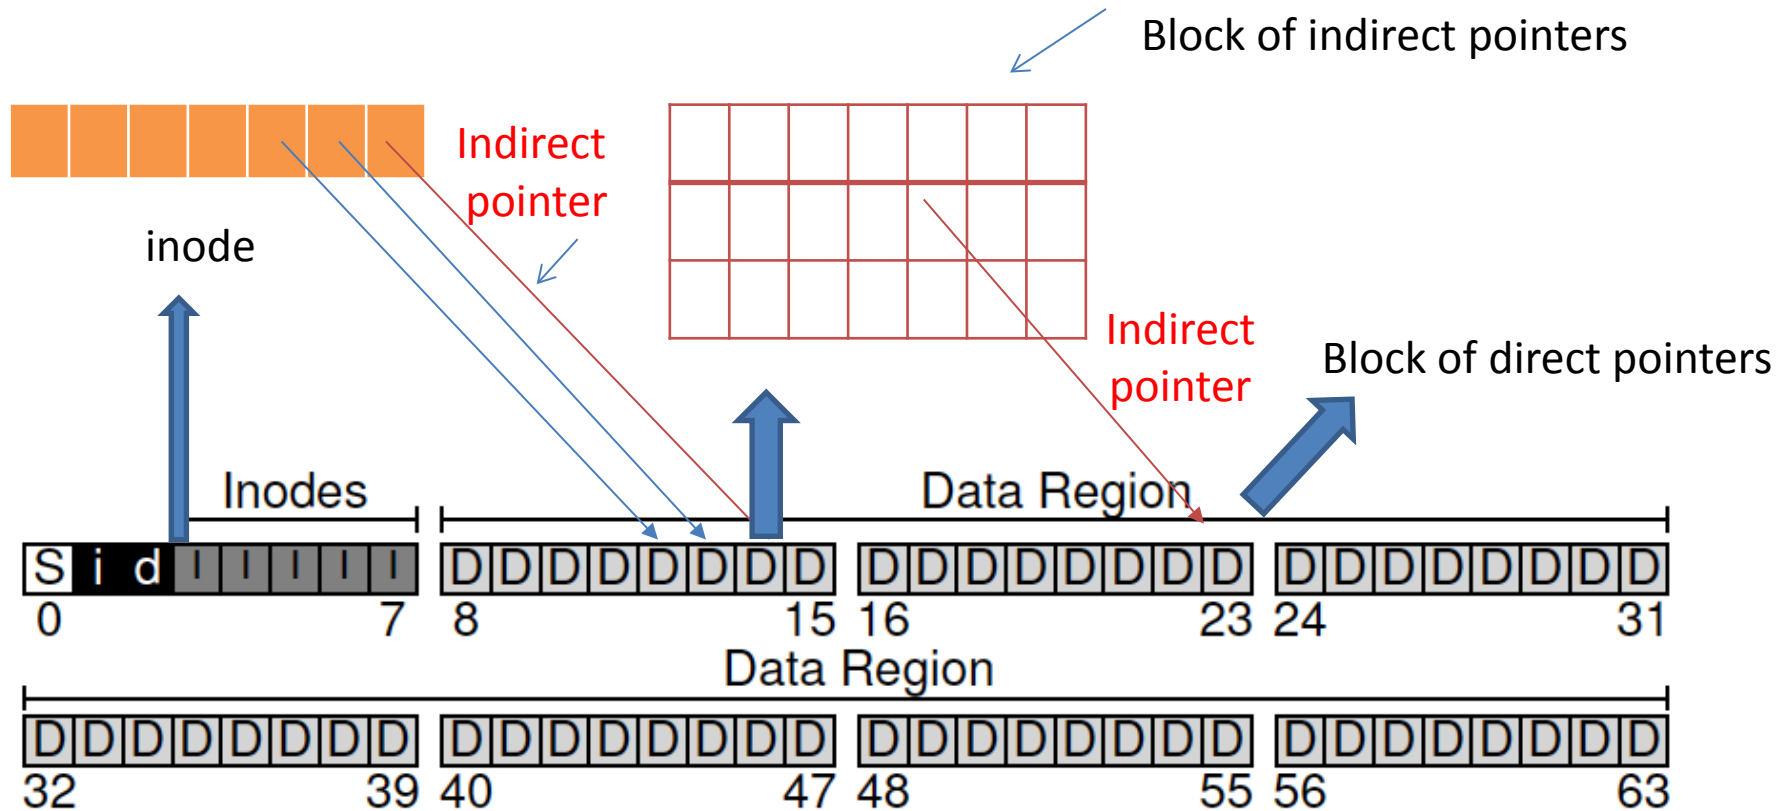 Block of indirect pointers
Indirect
pointer
inode
Indirect
pointer
Block of direct pointers
Inodes
Data Region
S i d I I I I I D D D D D D D D D D D D D D D D D D D D D D D D
0 7 8 15 16 23 24 31
Data Region
D D D D D D D D D D D D D D D D D D D D D D D D D D D D D D D D
32 39 40 47 48 55 56 63